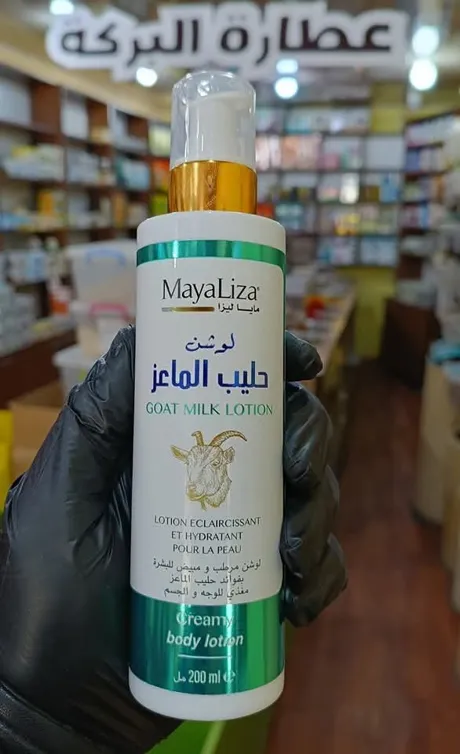 عطارة البركة
MayaLiza®
مايا ليزا
لوشن
حليب الماعز
GOAT MILK LOTION
LOTION ECLAIRCISSANT
ET HYDRATANT
POUR LA PEAU
لوشن مرطب و مبيض للبشرة
بفوائد حليب الماعز
مغذي للوجه و الجسم
Creamy
body lotion
200 ml مل ℮